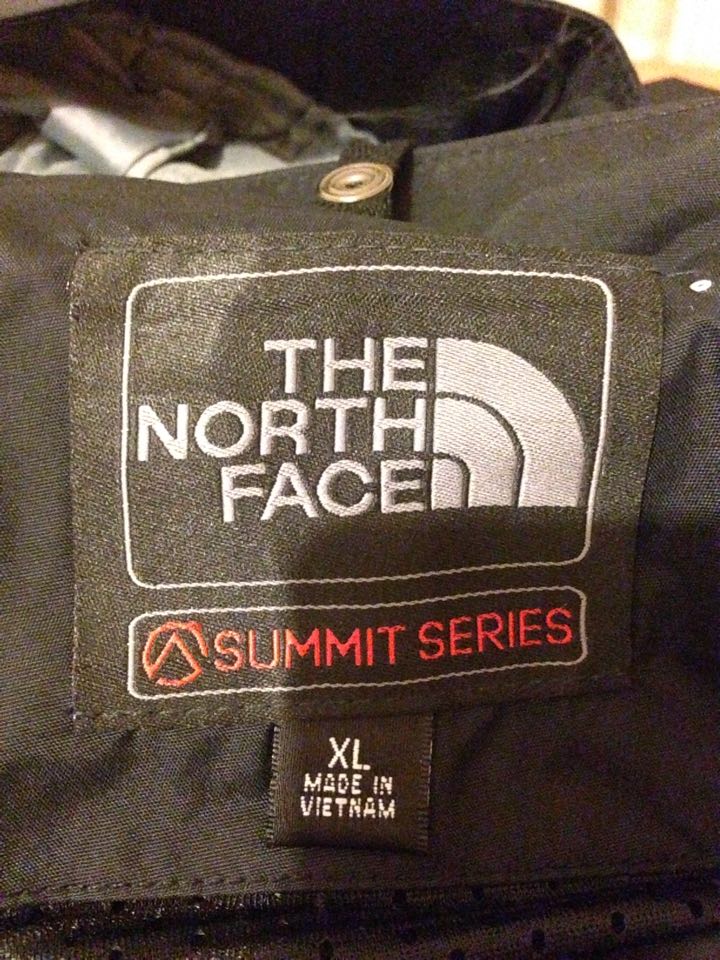 THE
NORTH
FACE
SUMMIT SERIES
XL
MADE IN
VIETNAM